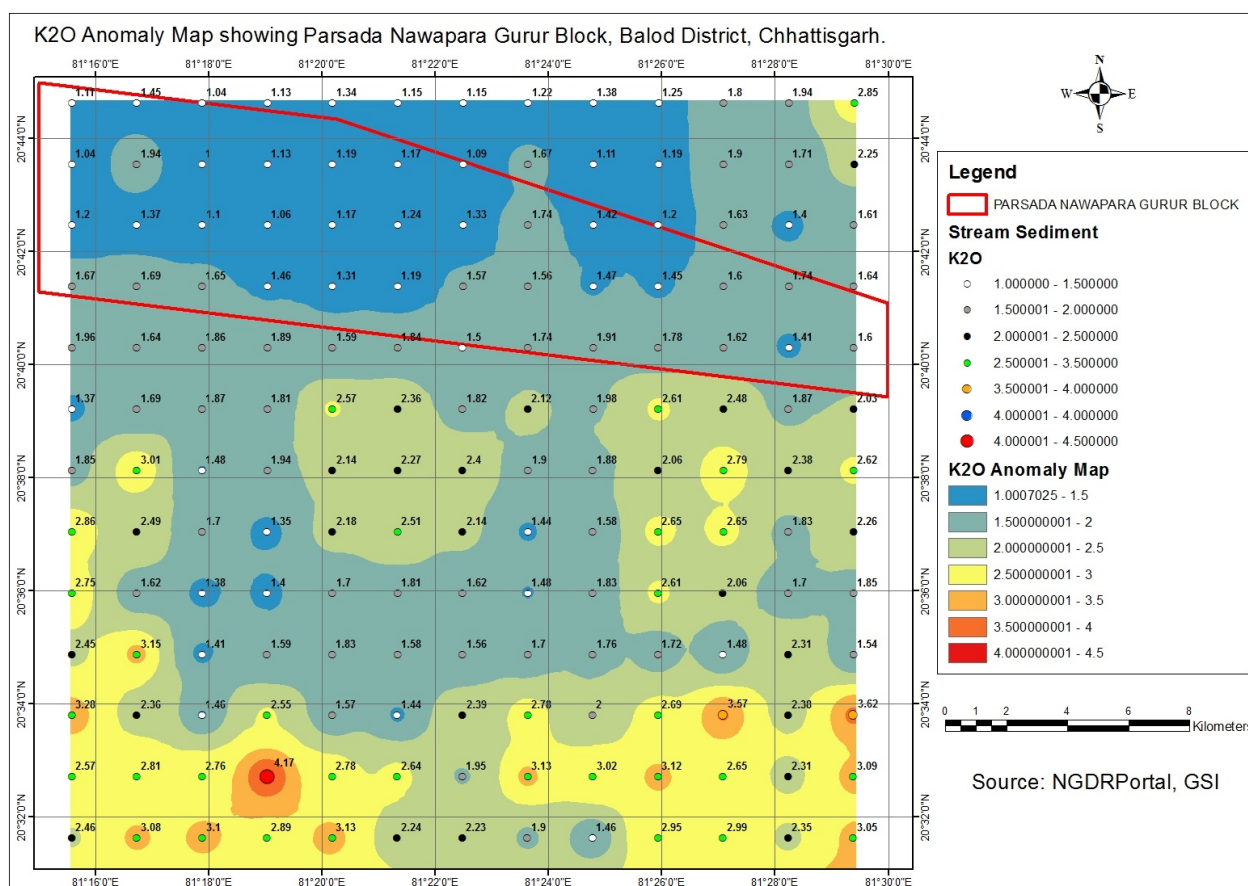 K2O Anomaly Map showing Parsada Nawapara Gurur Block, Balod District, Chhattisgarh.
81°16'0"E 81°18'0"E 81°20'0"E 81°22'0"E 81°24'0"E 81°26'0"E 81°28'0"E 81°30'0"E
1.11 1.45 1.04 1.13 1.34 1.15 1.15 1.22 1.38 1.25 1.8 1.94 2.85
20°44'0"N 20°44'0"N
1.04 1.94 1 1.13 1.19 1.17 1.09 1.67 1.11 1.19 1.9 1.71 2.25
1.2 1.37 1.1 1.06 1.17 1.24 1.33 1.74 1.42 1.2 1.63 1.4 1.61
20°42'0"N 20°42'0"N
1.67 1.69 1.65 1.46 1.31 1.19 1.57 1.56 1.47 1.45 1.6 1.74 1.64
1.96 1.64 1.86 1.89 1.59 1.84 1.5 1.74 1.91 1.78 1.62 1.41 1.6
20°40'0"N 20°40'0"N
1.37 1.69 1.87 1.81 2.57 2.36 1.82 2.12 1.98 2.61 2.48 1.87 2.03
1.85 3.01 1.48 1.94 2.14 2.27 2.4 1.9 1.88 2.06 2.79 2.38 2.62
20°38'0"N 20°38'0"N
2.86 2.49 1.7 1.35 2.18 2.51 2.14 1.44 1.58 2.65 2.65 1.83 2.26
2.75 1.62 1.38 1.4 1.7 1.81 1.62 1.48 1.83 2.61 2.06 1.7 1.85
20°36'0"N 20°36'0"N
2.45 3.15 1.41 1.59 1.83 1.58 1.56 1.7 1.76 1.72 1.48 2.31 1.54
3.28 2.36 1.46 2.55 1.57 1.44 2.39 2.78 2 2.69 3.57 2.38 3.62
20°34'0"N 20°34'0"N
2.57 2.81 2.76 4.17 2.78 2.64 1.95 3.13 3.02 3.12 2.65 2.31 3.09
20°32'0"N 20°32'0"N
2.46 3.08 3.1 2.89 3.13 2.24 2.23 1.9 1.46 2.95 2.99 2.35 3.05
81°16'0"E 81°18'0"E 81°20'0"E 81°22'0"E 81°24'0"E 81°26'0"E 81°28'0"E 81°30'0"E
N
W E
S
Legend
PARSADA NAWAPARA GURUR BLOCK
Stream Sediment
K2O
1.000000 - 1.500000
1.500001 - 2.000000
2.000001 - 2.500000
2.500001 - 3.500000
3.500001 - 4.000000
4.000001 - 4.000000
4.000001 - 4.500000
K2O Anomaly Map
1.0007025 - 1.5
1.500000001 - 2
2.000000001 - 2.5
2.500000001 - 3
3.000000001 - 3.5
3.500000001 - 4
4.000000001 - 4.5
0 1 2 4 6 8
Kilometers
Source: NGDRPortal, GSI